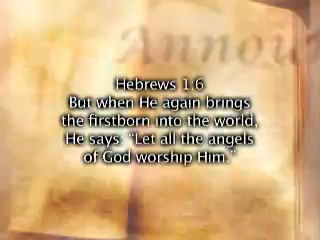 Annou
Hebrews 1:6
But when He again brings
the firstborn into the world,
He says: "Let all the angels
of God worship Him."